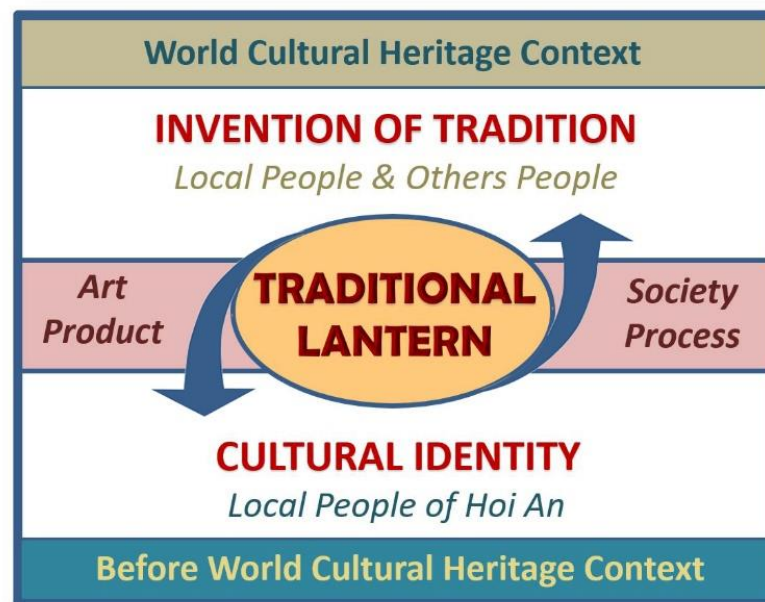 World Cultural Heritage Context
INVENTION OF TRADITION
Local People & Others People
Art
Product
TRADITIONAL
LANTERN
Society
Process
CULTURAL IDENTITY
Local People of Hoi An
Before World Cultural Heritage Context